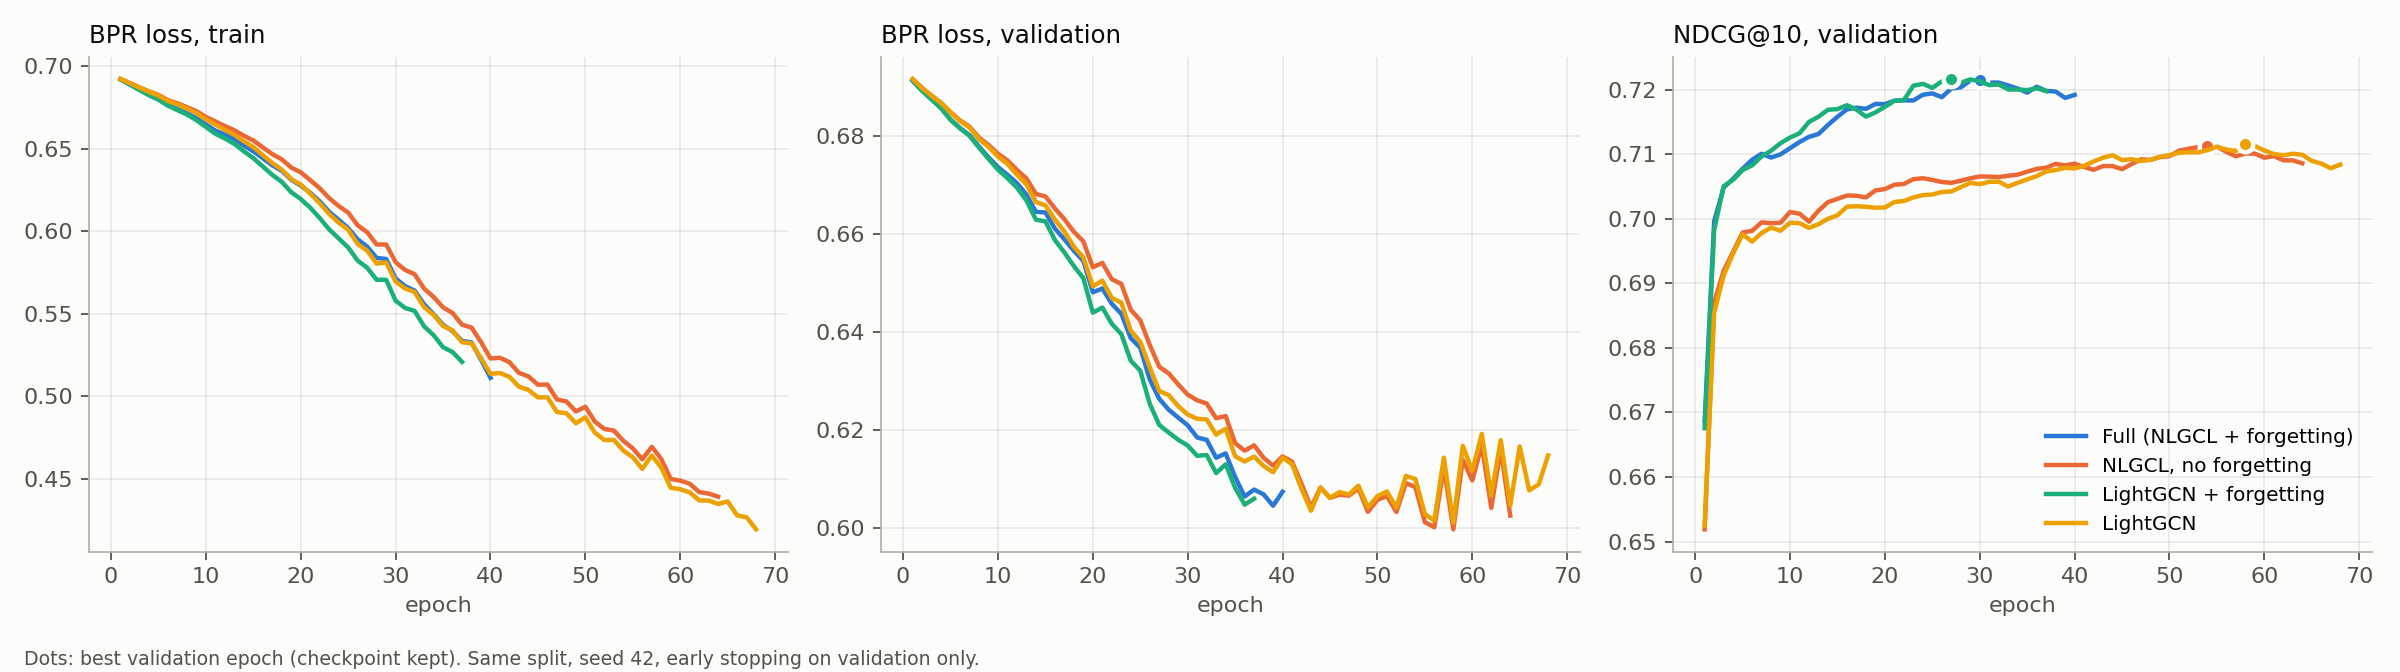 BPR loss, train
0.70
0.65
0.60
0.55
0.50
0.45
0 10 20 30 40 50 60 70
epoch
BPR loss, validation
0.68
0.66
0.64
0.62
0.60
0 10 20 30 40 50 60 70
epoch
NDCG@10, validation
0.72
0.71
0.70
0.69
0.68
0.67
0.66
0.65
Full (NLGCL + forgetting)
NLGCL, no forgetting
LightGCN + forgetting
LightGCN
0 10 20 30 40 50 60 70
epoch
Dots: best validation epoch (checkpoint kept). Same split, seed 42, early stopping on validation only.